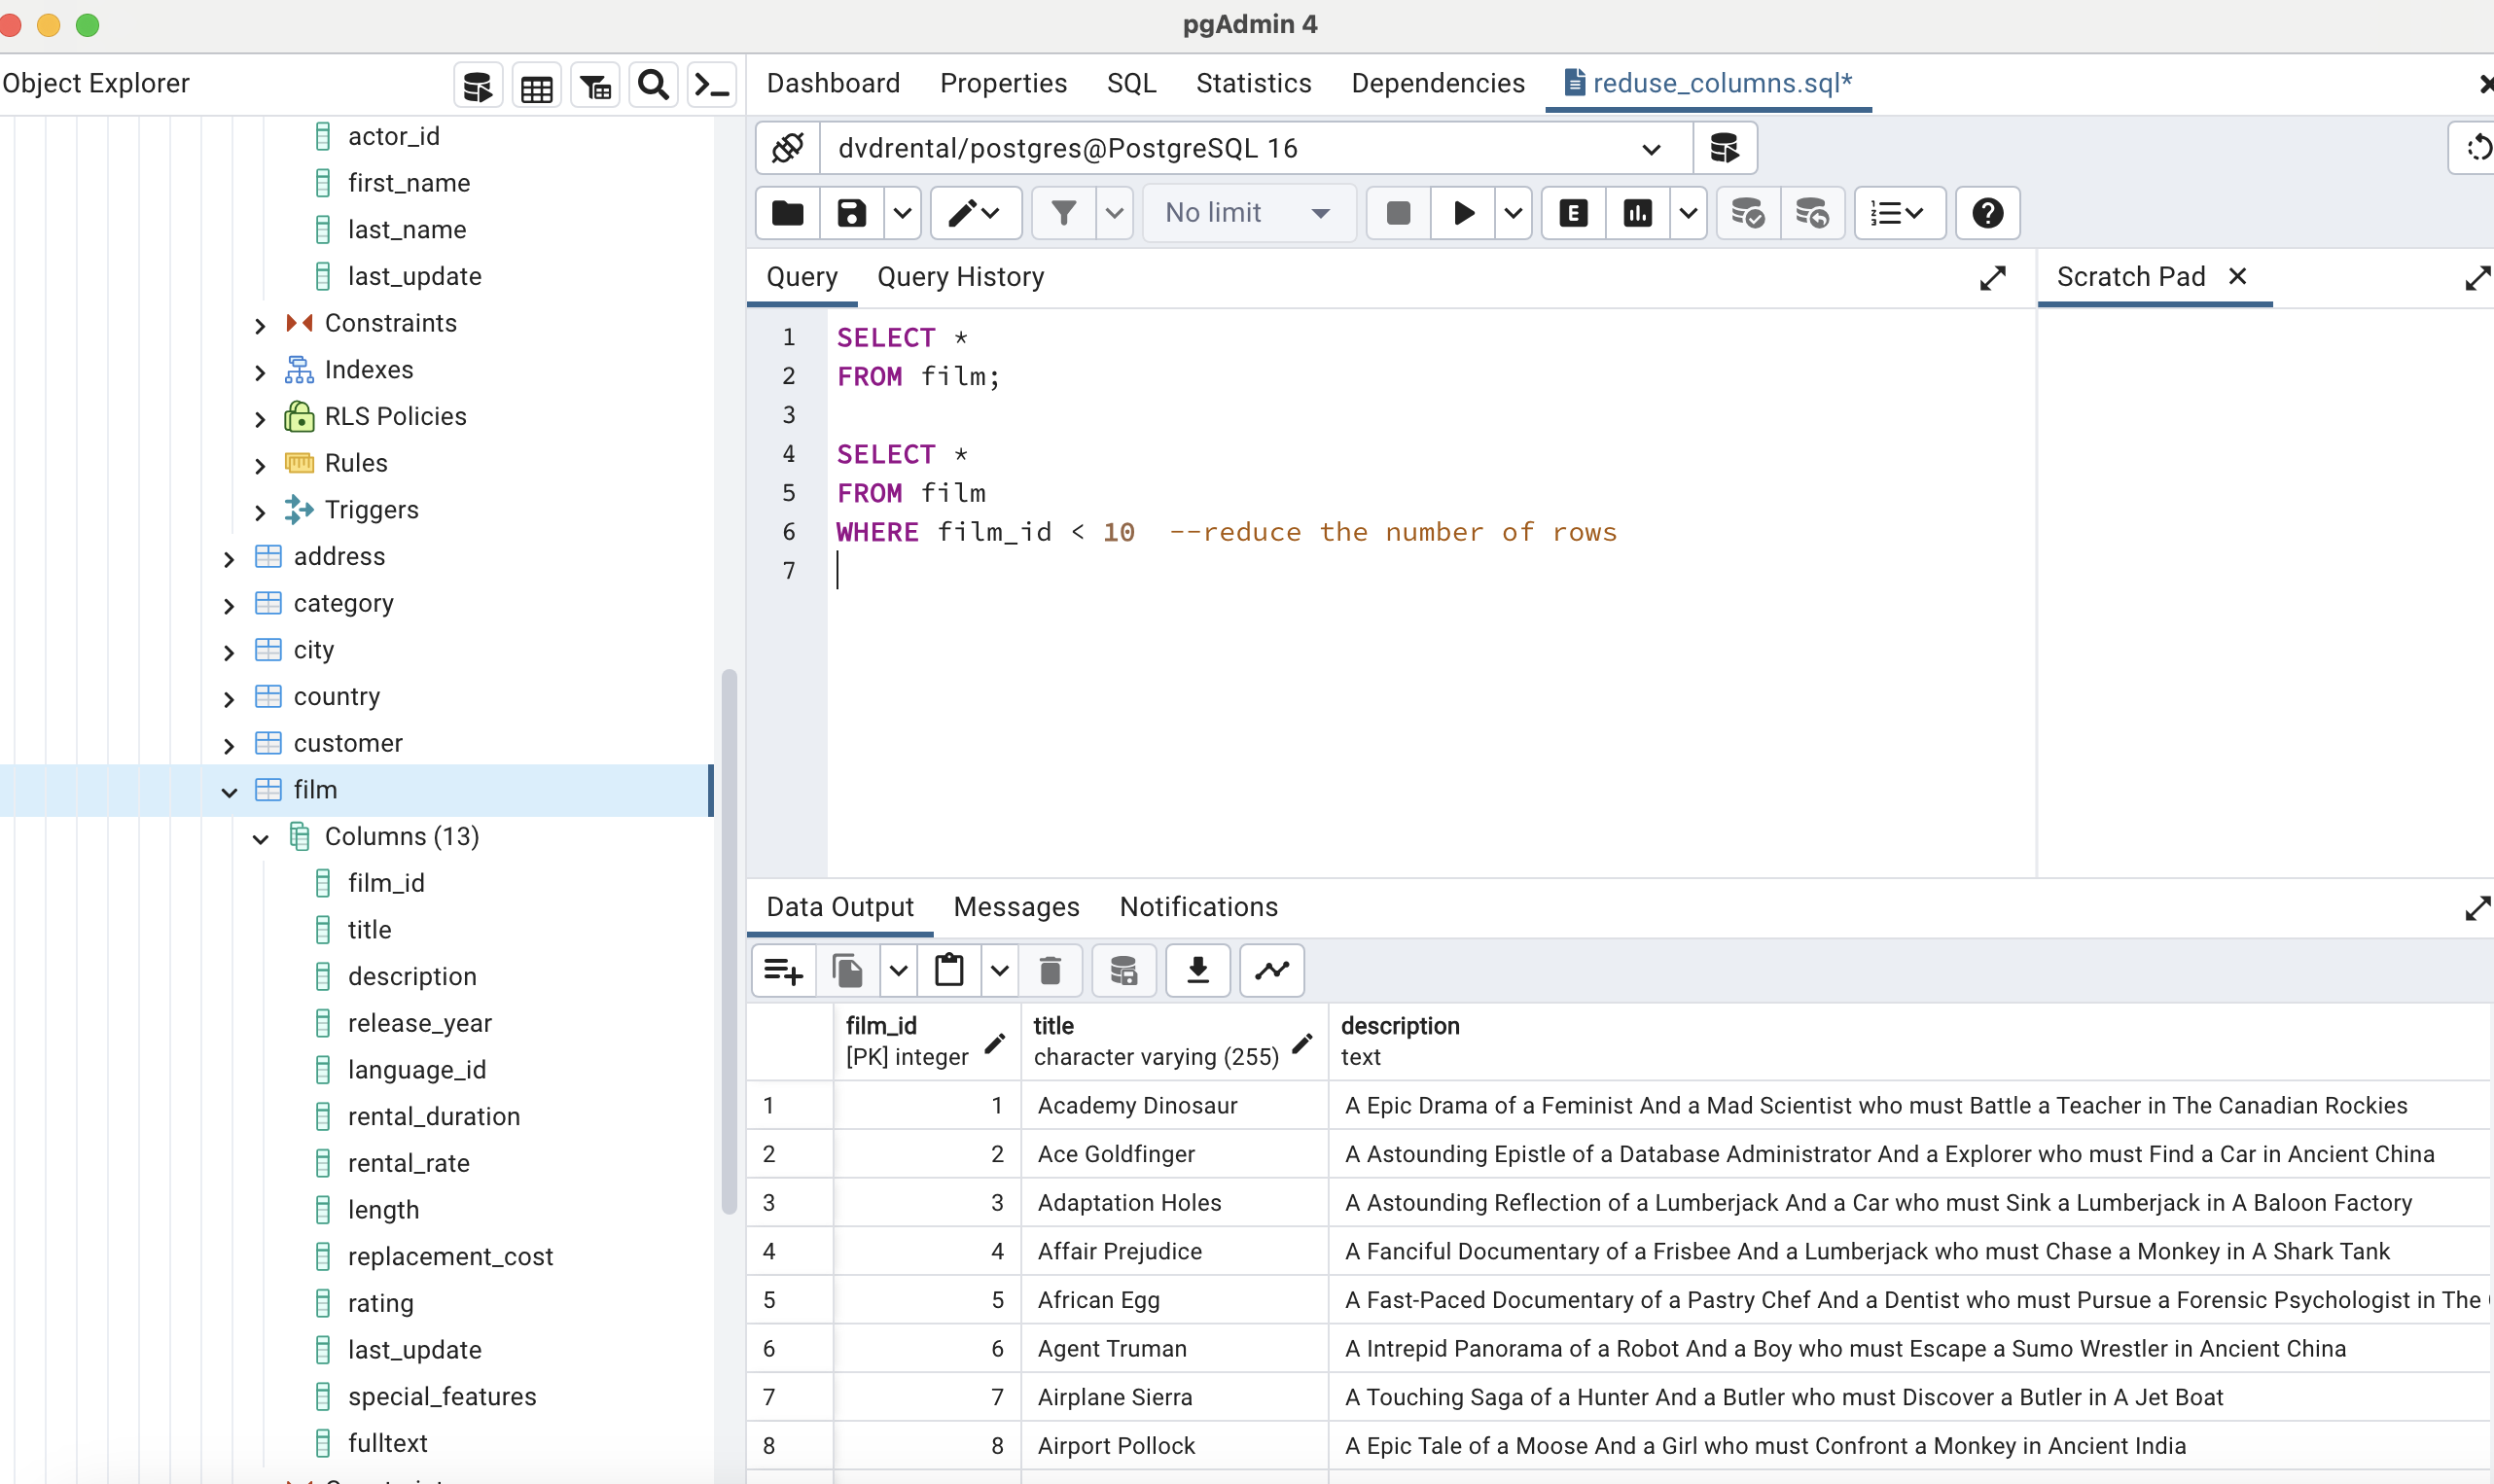 pgAdmin 4
Object Explorer
Dashboard Properties SQL Statistics Dependencies reduse_columns.sql*
actor_id
first_name
last_name
last_update
Constraints
Indexes
RLS Policies
Rules
Triggers
address
category
city
country
customer
film
Columns (13)
film_id
title
description
release_year
language_id
rental_duration
rental_rate
length
replacement_cost
rating
last_update
special_features
fulltext
dvdrental/postgres@PostgreSQL 16
No limit
Query Query History
Scratch Pad
1 SELECT *
2 FROM film;
3
4 SELECT *
5 FROM film
6 WHERE film_id < 10 --reduce the number of rows
7
Data Output Messages Notifications
film_id title description
[PK] integer character varying (255) text
1 1 Academy Dinosaur A Epic Drama of a Feminist And a Mad Scientist who must Battle a Teacher in The Canadian Rockies
2 2 Ace Goldfinger A Astounding Epistle of a Database Administrator And a Explorer who must Find a Car in Ancient China
3 3 Adaptation Holes A Astounding Reflection of a Lumberjack And a Car who must Sink a Lumberjack in A Baloon Factory
4 4 Affair Prejudice A Fanciful Documentary of a Frisbee And a Lumberjack who must Chase a Monkey in A Shark Tank
5 5 African Egg A Fast-Paced Documentary of a Pastry Chef And a Dentist who must Pursue a Forensic Psychologist in The
6 6 Agent Truman A Intrepid Panorama of a Robot And a Boy who must Escape a Sumo Wrestler in Ancient China
7 7 Airplane Sierra A Touching Saga of a Hunter And a Butler who must Discover a Butler in A Jet Boat
8 8 Airport Pollock A Epic Tale of a Moose And a Girl who must Confront a Monkey in Ancient India